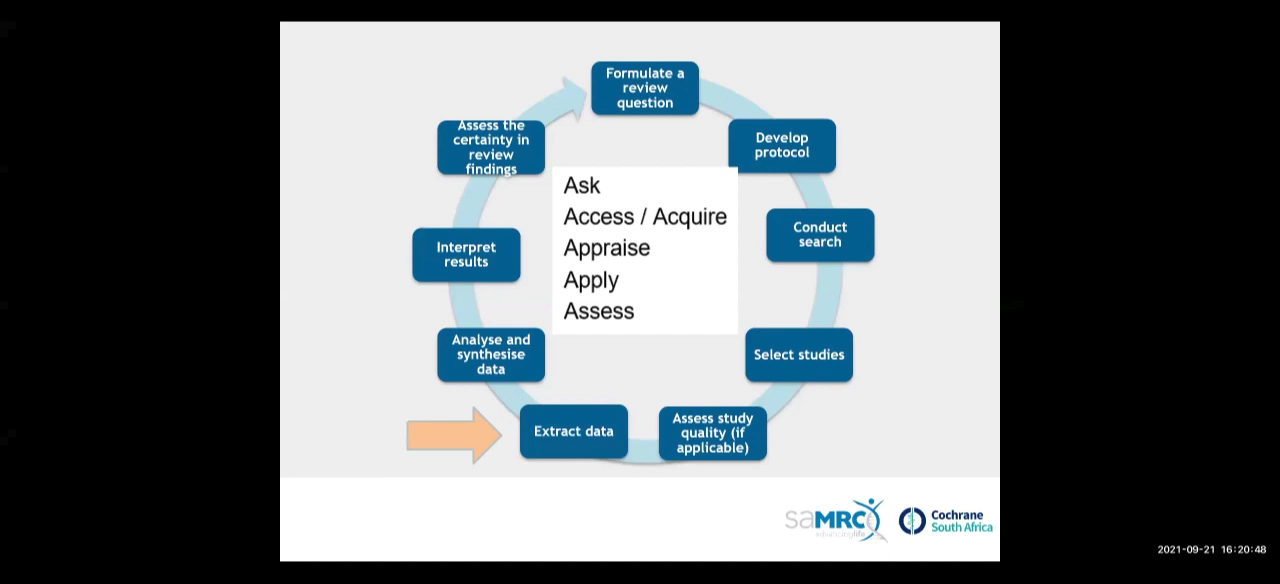 Formulate a
review
question
Develop
protocol
Conduct
search
Select studies
Assess study
quality (if
applicable)
Extract data
Analyse and
synthesise
data
Interpret
results
Assess the
certainty in
review
findings
Ask
Access / Acquire
Appraise
Apply
Assess
saMRC
advancing life
Cochrane
South Africa
2021-09-21 16:20:48